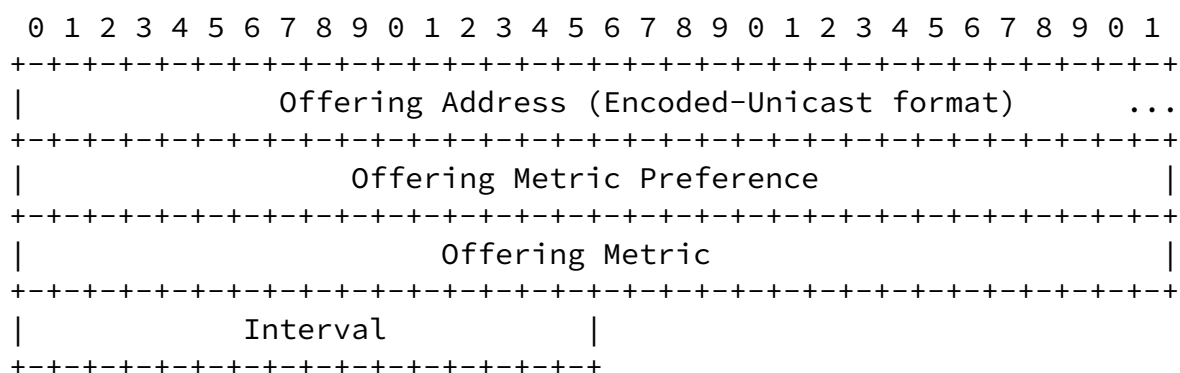 0 1 2 3 4 5 6 7 8 9 0 1 2 3 4 5 6 7 8 9 0 1 2 3 4 5 6 7 8 9 0 1
+-+-+-+-+-+-+-+-+-+-+-+-+-+-+-+-+-+-+-+-+-+-+-+-+-+-+-+-+-+-+-+-+
|              Offering Address (Encoded-Unicast format)      ...
+-+-+-+-+-+-+-+-+-+-+-+-+-+-+-+-+-+-+-+-+-+-+-+-+-+-+-+-+-+-+-+-+
|                  Offering Metric Preference                   |
+-+-+-+-+-+-+-+-+-+-+-+-+-+-+-+-+-+-+-+-+-+-+-+-+-+-+-+-+-+-+-+-+
|                       Offering Metric                         |
+-+-+-+-+-+-+-+-+-+-+-+-+-+-+-+-+-+-+-+-+-+-+-+-+-+-+-+-+-+-+-+-+
|            Interval           |
+-+-+-+-+-+-+-+-+-+-+-+-+-+-+-+-+